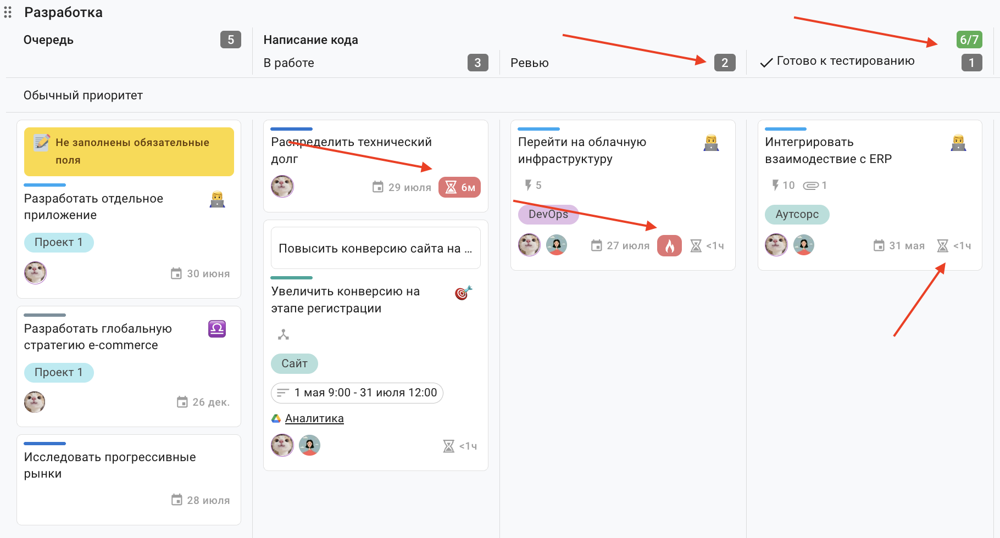 Разработка
Очередь
5
Написание кода
6/7
В работе
3
Ревью
2
Готово к тестированию
1
Обычный приоритет
Не заполнены обязательные
поля
Разработать отдельное
приложение
Проект 1
30 июня
Разработать глобальную
стратегию e-commerce
Проект 1
26 дек.
Исследовать прогрессивные
рынки
28 июля
Распределить технический
долг
29 июля
6м
Повысить конверсию сайта на ...
Увеличить конверсию на
этапе регистрации
Сайт
1 мая 9:00 - 31 июля 12:00
Аналитика
<1ч
Перейти на облачную
инфраструктуру
5
DevOps
27 июля
<1ч
Интегрировать
взаимодествие с ERP
10
1
Аутсорс
31 мая
<1ч